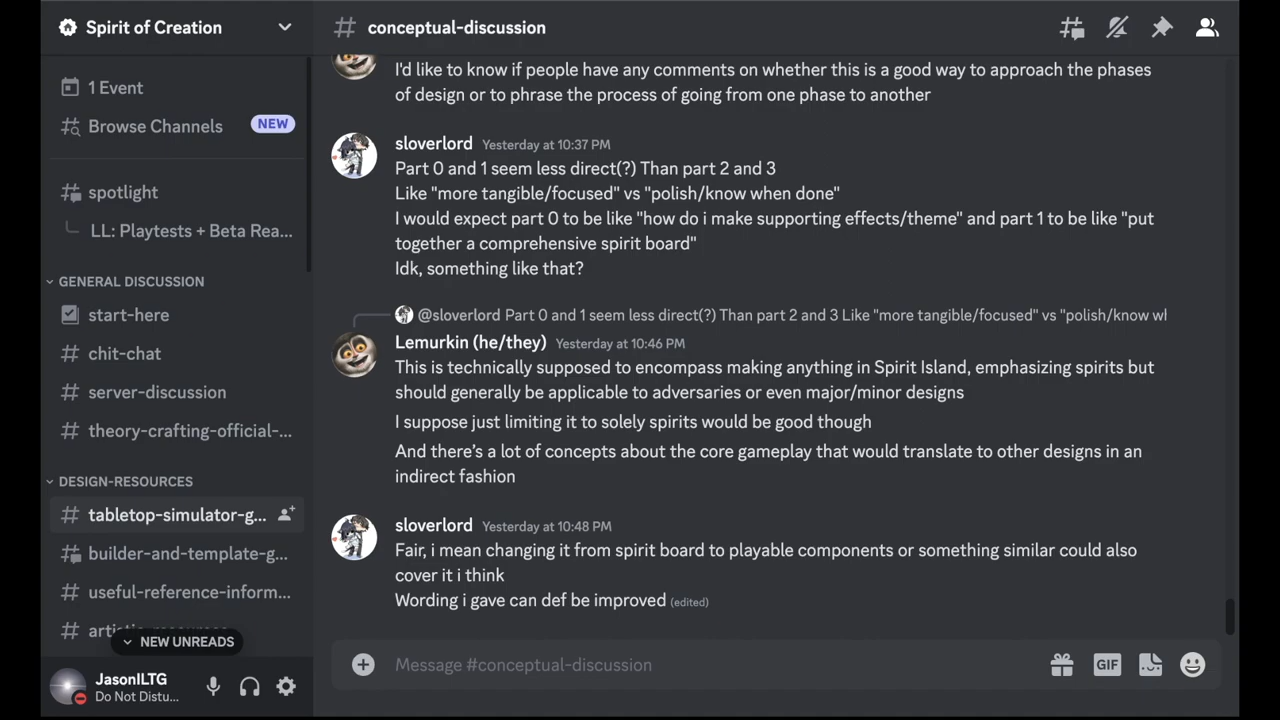 Spirit of Creation
1 Event
Browse Channels NEW
spotlight
LL: Playtests + Beta Rea...
GENERAL DISCUSSION
start-here
chit-chat
server-discussion
theory-crafting-official-...
DESIGN-RESOURCES
tabletop-simulator-g...
builder-and-template-g...
useful-reference-inform...
NEW UNREADS
JasonILTG
Do Not Distu...
conceptual-discussion
I'd like to know if people have any comments on whether this is a good way to approach the phases
of design or to phrase the process of going from one phase to another
sloverlord Yesterday at 10:37 PM
Part 0 and 1 seem less direct(?) Than part 2 and 3
Like "more tangible/focused" vs "polish/know when done"
I would expect part 0 to be like "how do i make supporting effects/theme" and part 1 to be like "put
together a comprehensive spirit board"
Idk, something like that?
@sloverlord Part 0 and 1 seem less direct(?) Than part 2 and 3 Like "more tangible/focused" vs "polish/know wl
Lemurkin (he/they) Yesterday at 10:46 PM
This is technically supposed to encompass making anything in Spirit Island, emphasizing spirits but
should generally be applicable to adversaries or even major/minor designs
I suppose just limiting it to solely spirits would be good though
And there's a lot of concepts about the core gameplay that would translate to other designs in an
indirect fashion
sloverlord Yesterday at 10:48 PM
Fair, i mean changing it from spirit board to playable components or something similar could also
cover it i think
Wording i gave can def be improved (edited)
Message #conceptual-discussion
GIF